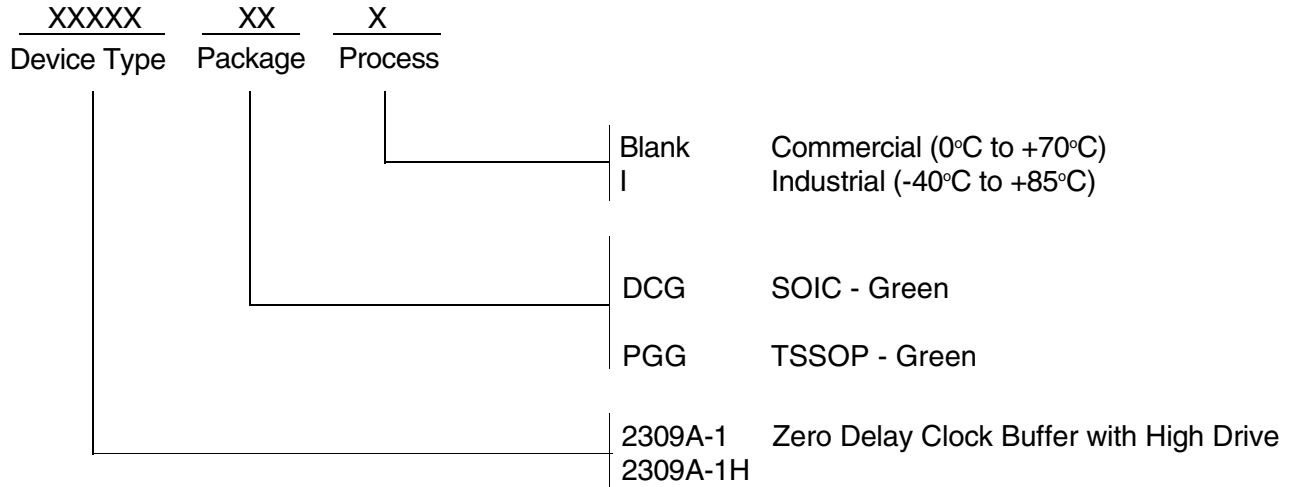 XXXXX XX X
Device Type Package Process
Blank Commercial (0°C to +70°C)
I Industrial (-40°C to +85°C)
DCG SOIC - Green
PGG TSSOP - Green
2309A-1 Zero Delay Clock Buffer with High Drive
2309A-1H